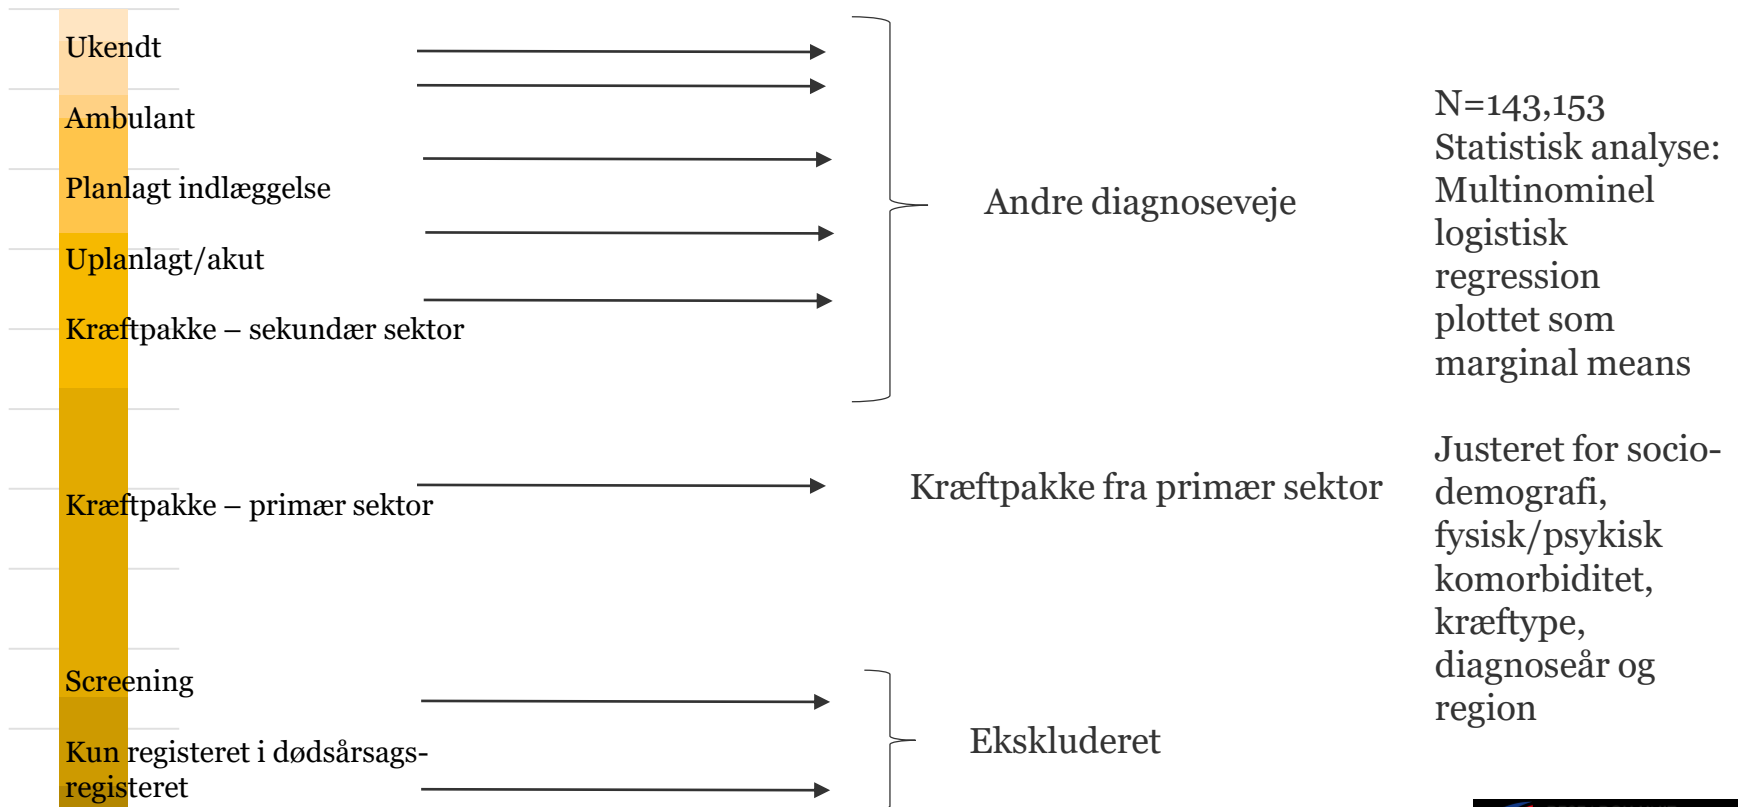 Ukendt
Ambulant
Planlagt indlæggelse
Uplanlagt/akut
Kræftpakke – sekundær sektor
Kræftpakke – primær sektor
Screening
Kun registeret i dødsårsags-
registeret
Andre diagnoseveje
Kræftpakke fra primær sektor
Ekskluderet
N=143,153
Statistisk analyse:
Multinominel
logistisk
regression
plottet som
marginal means
Justeret for socio-
demografi,
fysisk/psykisk
komorbiditet,
kræftype,
diagnoseår og
region